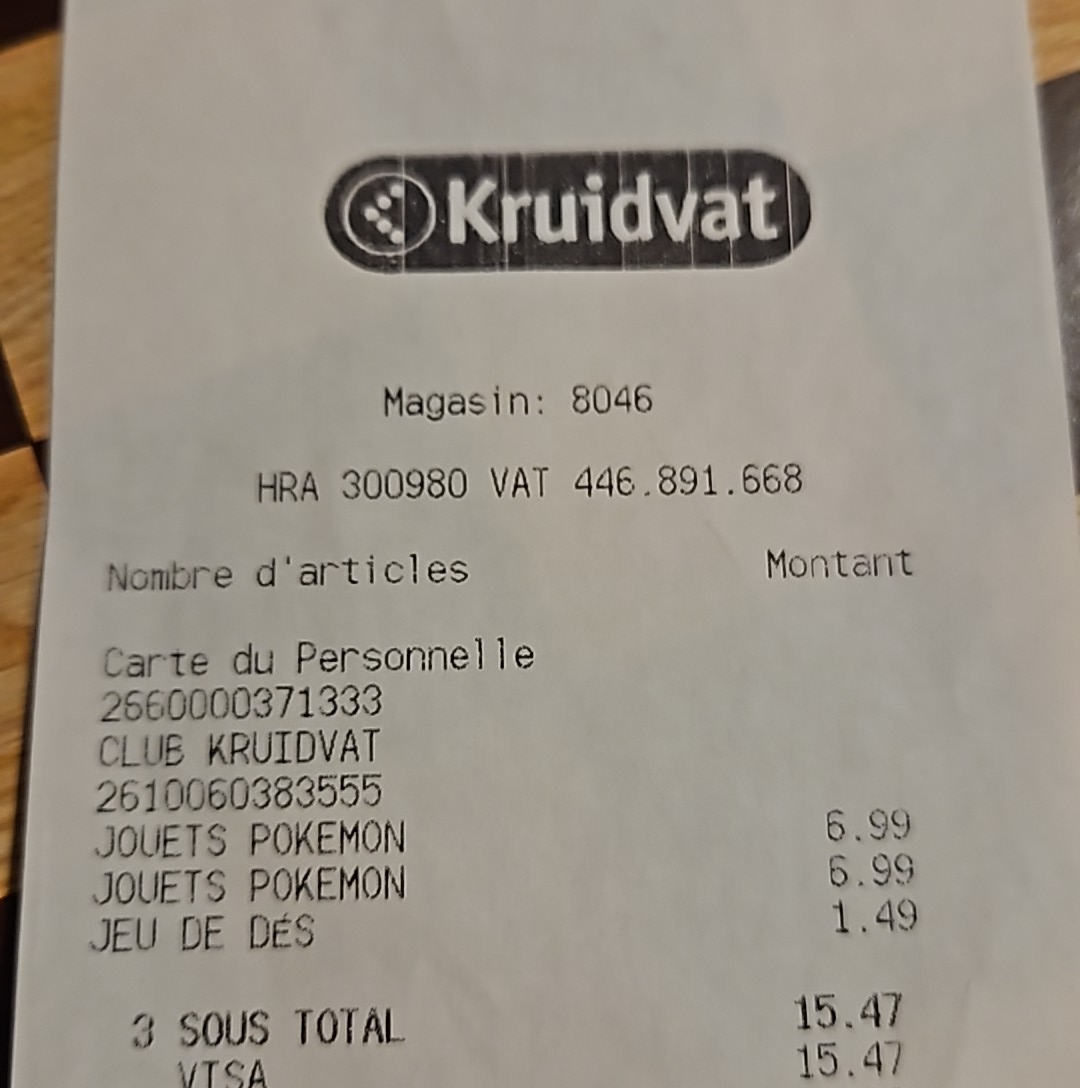 Kruidvat
Magasin: 8046
HRA 300980 VAT 446.891.668
Nombre d'articles Montant
Carte du Personnelle
2660000371333
CLUB KRUIDVAT
2610060383555
JOUETS POKEMON 6.99
JOUETS POKEMON 6.99
JEU DE DÉS 1.49
3 SOUS TOTAL 15.47
VISA 15.47